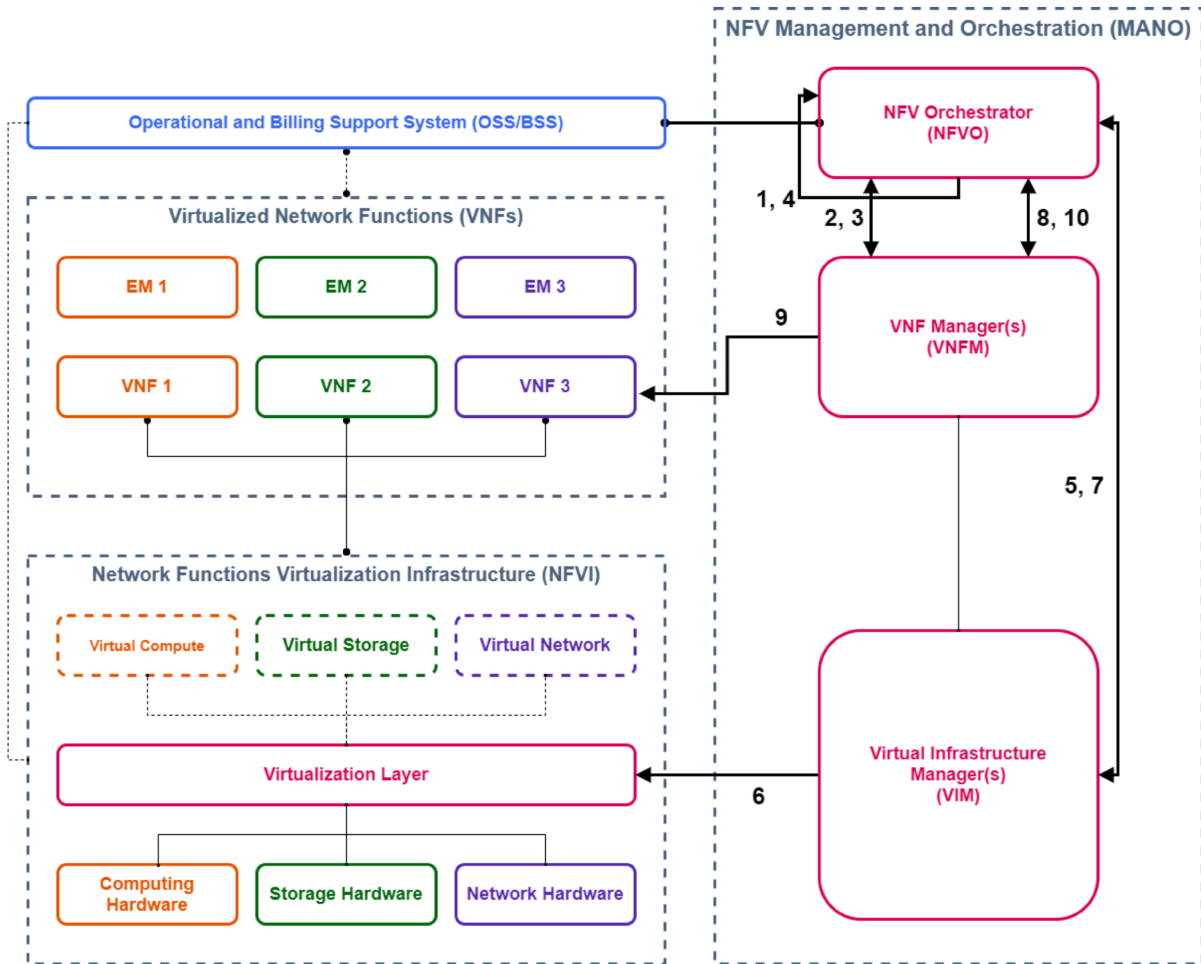 NFV Management and Orchestration (MANO)
NFV Orchestrator
(NFVO)
Operational and Billing Support System (OSS/BSS)
1, 4
2, 3
8, 10
Virtualized Network Functions (VNFs)
EM 1
EM 2
EM 3
9
VNF Manager(s)
(VNFM)
VNF 1
VNF 2
VNF 3
5, 7
Network Functions Virtualization Infrastructure (NFVI)
Virtual Compute
Virtual Storage
Virtual Network
Virtualization Layer
6
Virtual Infrastructure
Manager(s)
(VIM)
Computing
Hardware
Storage Hardware
Network Hardware